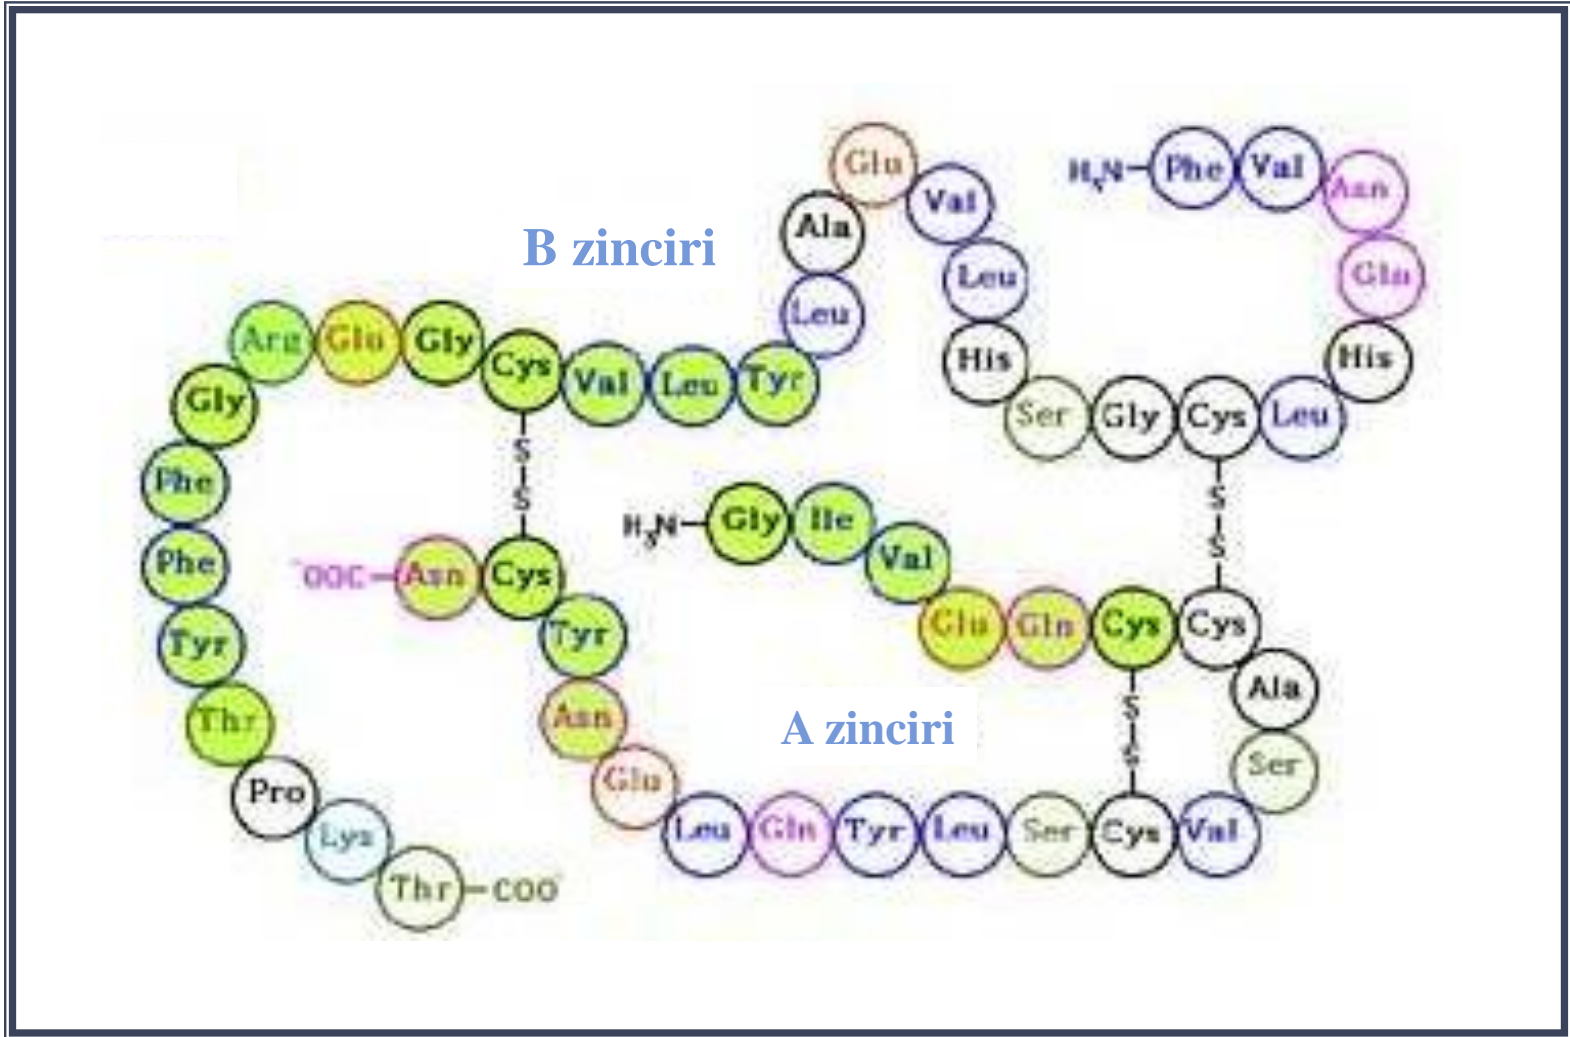 B zinciri
H₃N–Phe Val Asn Gln His Leu Cys Gly Ser His Leu Val Glu Ala Leu Tyr Leu Val Cys Gly Glu Arg Gly Phe Phe Tyr Thr Pro Lys Thr–COO⁻
S
S
S
S
A zinciri
H₃N–Gly Ile Val Glu Gln Cys Cys Ala Ser Val Cys Ser Leu Tyr Gln Leu Glu Asn Tyr Cys Asn–COO⁻
S
S